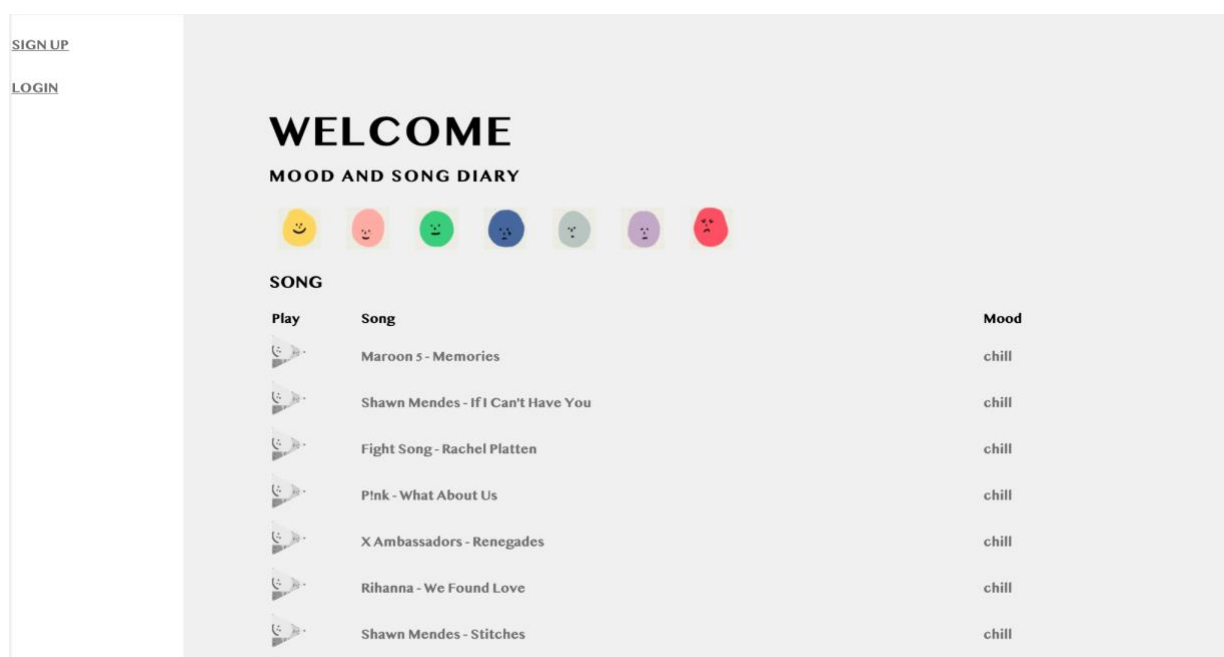 SIGN UP
LOGIN
WELCOME
MOOD AND SONG DIARY
SONG
Play Song Mood
Maroon 5 - Memories chill
Shawn Mendes - If I Can't Have You chill
Fight Song - Rachel Platten chill
P!nk - What About Us chill
X Ambassadors - Renegades chill
Rihanna - We Found Love chill
Shawn Mendes - Stitches chill